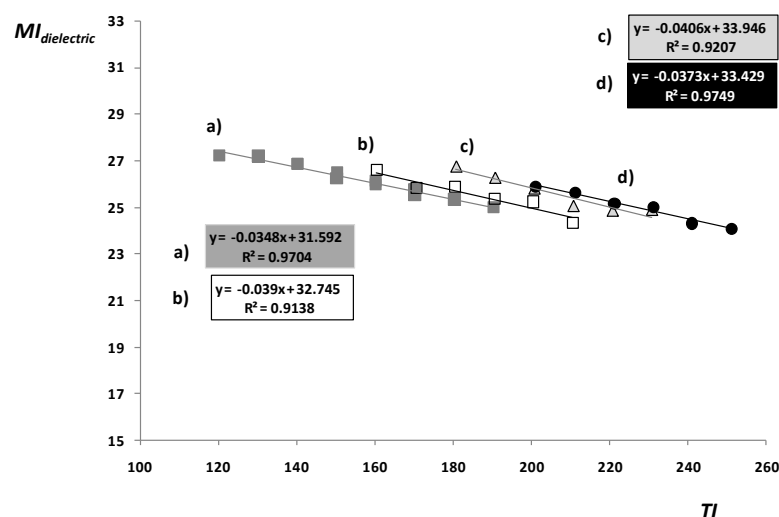 MI dielectric
33
31
29
27
25
23
21
19
17
15
c)
y = -0.0406x + 33.946
R² = 0.9207
d)
y = -0.0373x + 33.429
R² = 0.9749
a)
b)
c)
d)
a)
y = -0.0348x + 31.592
R² = 0.9704
b)
y = -0.039x + 32.745
R² = 0.9138
100 120 140 160 180 200 220 240 260
TI